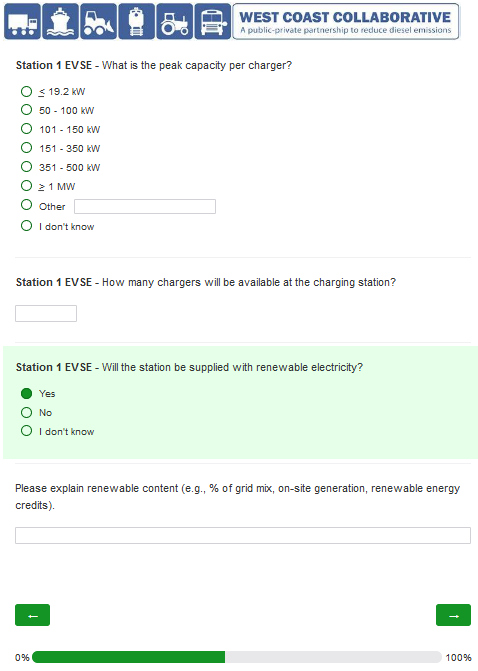 WEST COAST COLLABORATIVE
A public-private partnership to reduce diesel emissions
Station 1 EVSE - What is the peak capacity per charger?
≤ 19.2 kW
50 - 100 kW
101 - 150 kW
151 - 350 kW
351 - 500 kW
≥ 1 MW
Other
I don't know
Station 1 EVSE - How many chargers will be available at the charging station?
Station 1 EVSE - Will the station be supplied with renewable electricity?
Yes
No
I don't know
Please explain renewable content (e.g., % of grid mix, on-site generation, renewable energy
credits).
← →
0% 100%